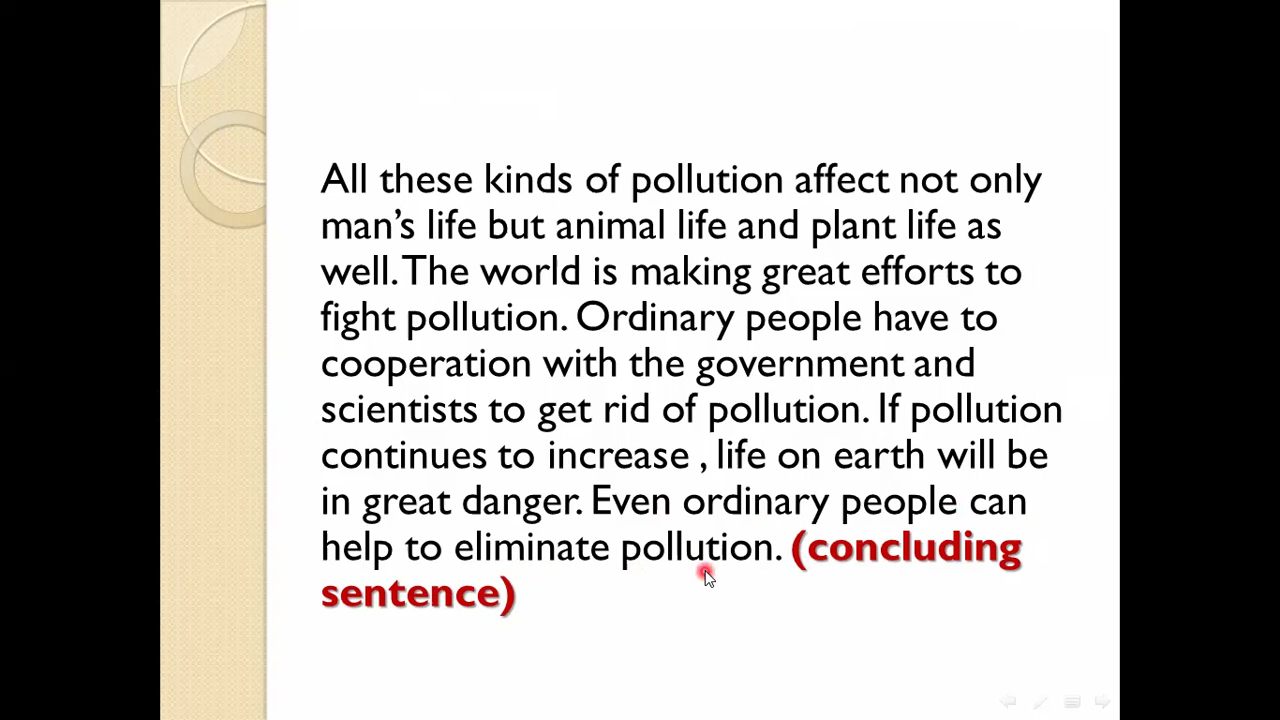 All these kinds of pollution affect not only
man's life but animal life and plant life as
well. The world is making great efforts to
fight pollution. Ordinary people have to
cooperation with the government and
scientists to get rid of pollution. If pollution
continues to increase , life on earth will be
in great danger. Even ordinary people can
help to eliminate pollution. (concluding
sentence)